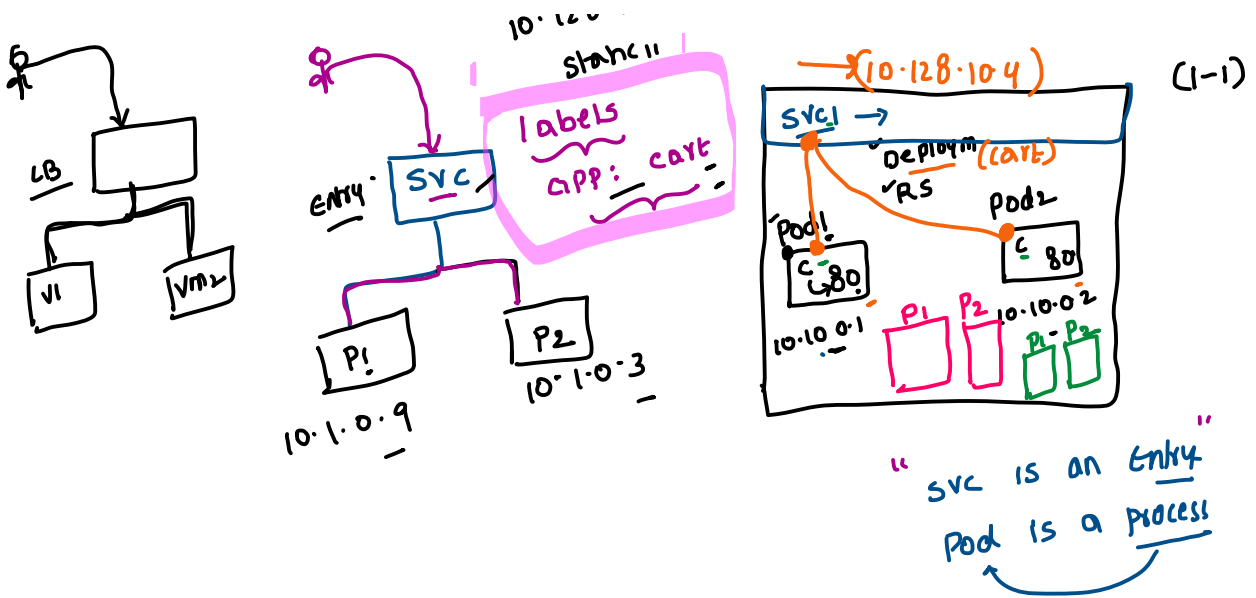 LB
V1
Vm2
labels
app: cart
Entry
SVC
P1
P2
10.1.0.9
10.1.0.3
(10.128.10.4)
(1-1)
SVC1
Deploym (cart)
RS
Pod1
Pod2
C
80
C
80
10.10.0.1
10.10.0.2
P1
P2
P1
P2
"SVC is an Entry"
Pod is a process